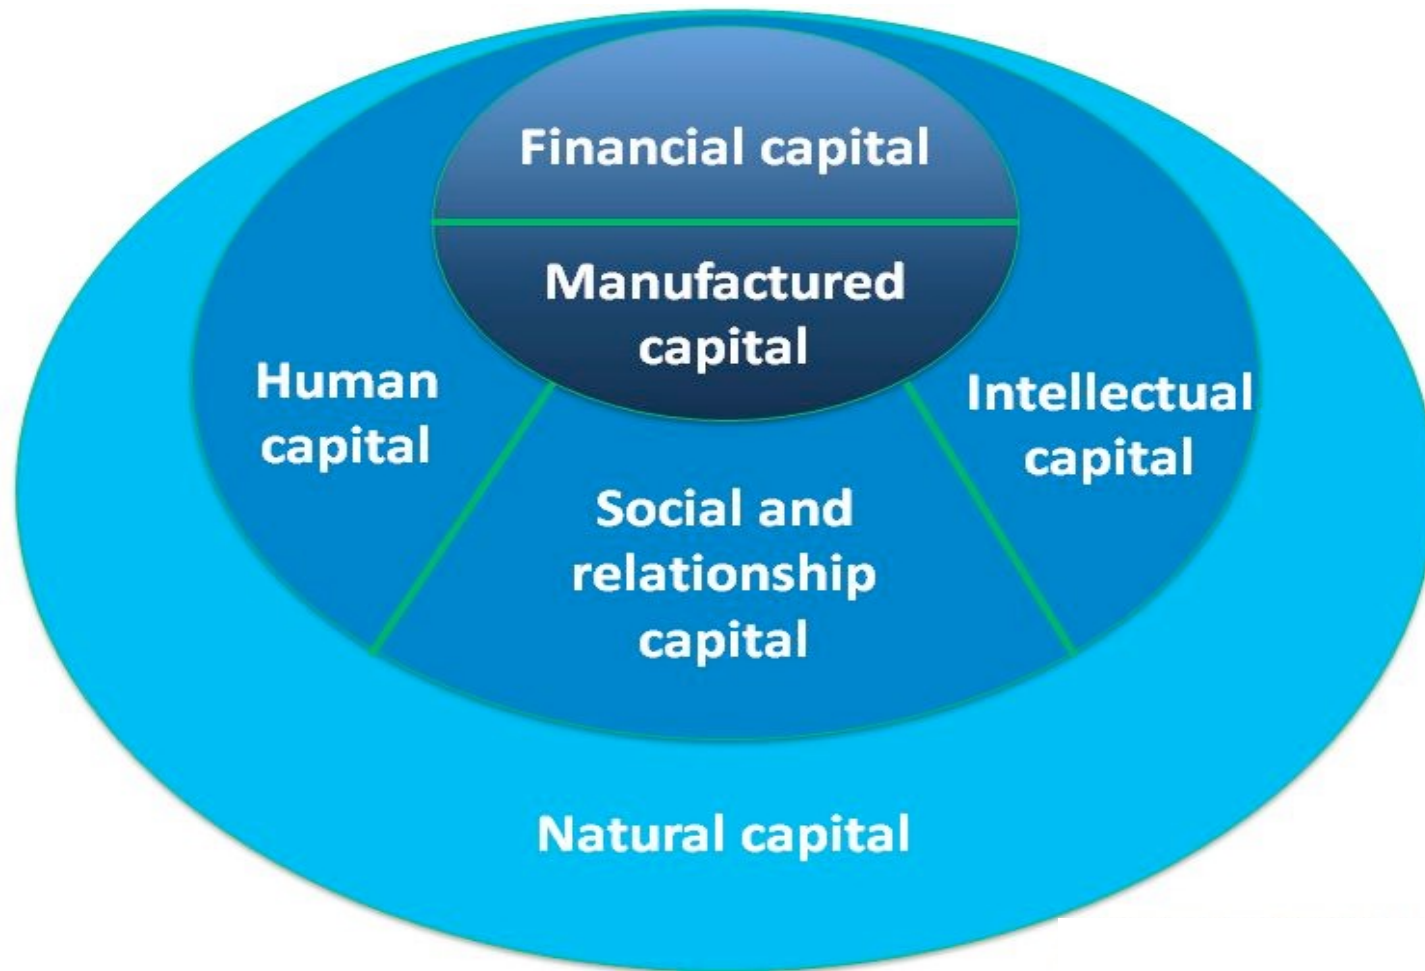 Financial capital
Manufactured
capital
Human
capital
Intellectual
capital
Social and
relationship
capital
Natural capital